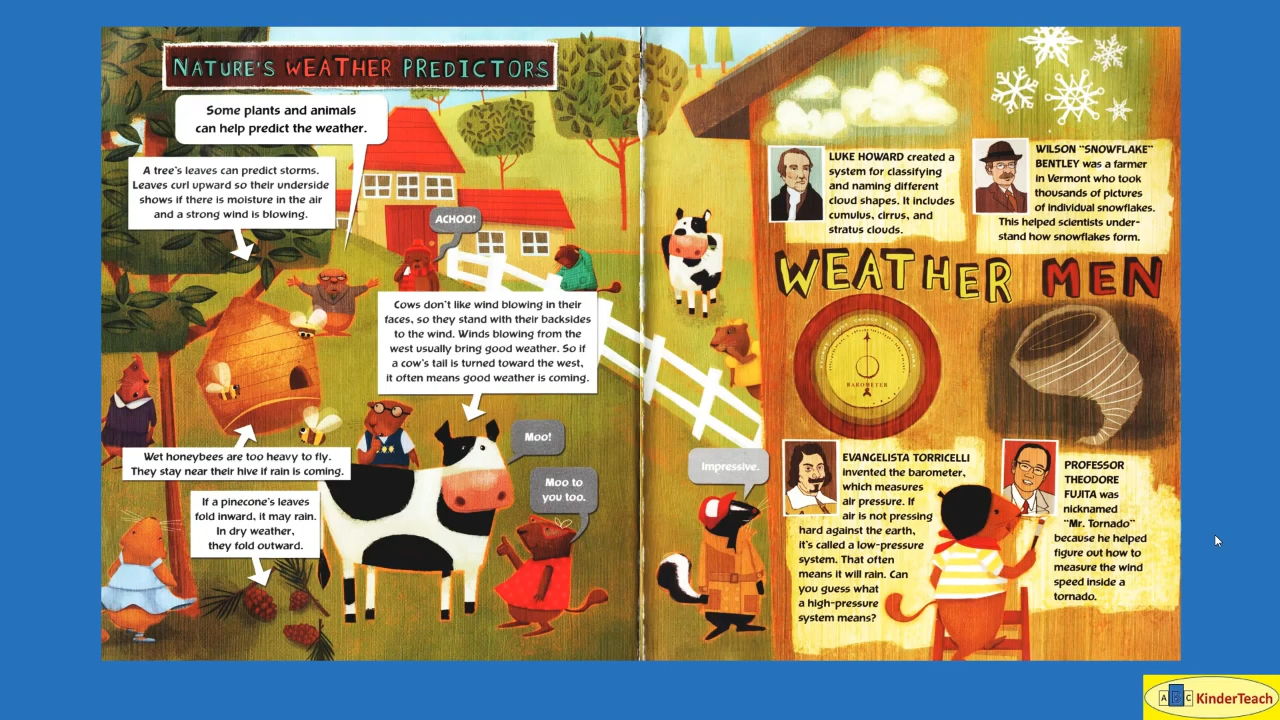 NATURE'S WEATHER PREDICTORS
Some plants and animals
can help predict the weather.
A tree's leaves can predict storms.
Leaves curl upward so their underside
shows if there is moisture in the air
and a strong wind is blowing.
ACHOO!
Cows don't like wind blowing in their
faces, so they stand with their backsides
to the wind. Winds blowing from the
west usually bring good weather. So if
a cow's tail is turned toward the west,
it often means good weather is coming.
Wet honeybees are too heavy to fly.
They stay near their hive if rain is coming.
If a pinecone's leaves
fold inward, it may rain.
In dry weather,
they fold outward.
Moo!
Moo to
you too.
LUKE HOWARD created a
system for classifying
and naming different
cloud shapes. It includes
cumulus, cirrus, and
stratus clouds.
WILSON "SNOWFLAKE"
BENTLEY was a farmer
in Vermont who took
thousands of pictures
of individual snowflakes.
This helped scientists under-
stand how snowflakes form.
WEATHER MEN
BAROMETER
Impressive.
EVANGELISTA TORRICELLI
invented the barometer,
which measures
air pressure. If
air is not pressing
hard against the earth,
it's called a low-pressure
system. That often
means it will rain. Can
you guess what
a high-pressure
system means?
PROFESSOR
THEODORE
FUJITA was
nicknamed
"Mr. Tornado"
because he helped
figure out how to
measure the wind
speed inside a
tornado.
ABC KinderTeach